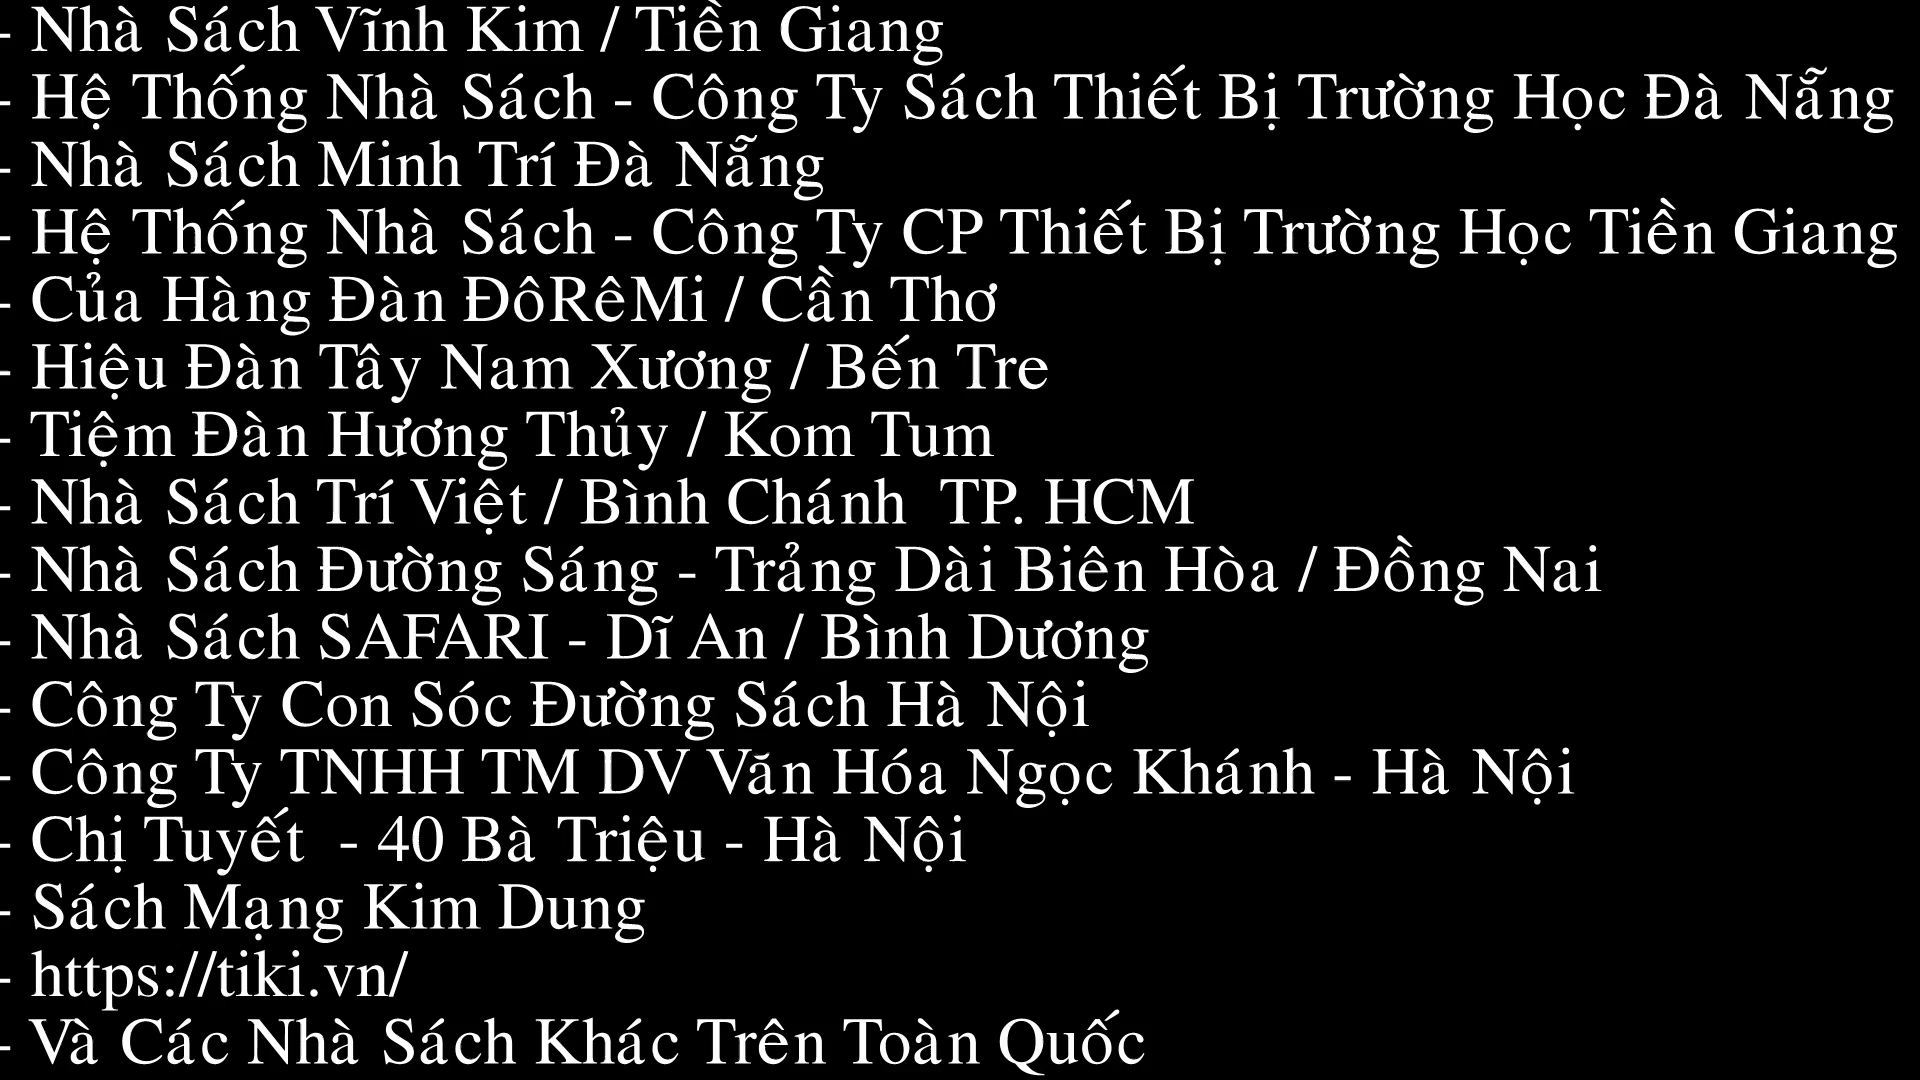 - Nhà Sách Vĩnh Kim / Tiền Giang
- Hệ Thống Nhà Sách - Công Ty Sách Thiết Bị Trường Học Đà Nẵng
- Nhà Sách Minh Trí Đà Nẵng
- Hệ Thống Nhà Sách - Công Ty CP Thiết Bị Trường Học Tiền Giang
- Của Hàng Đàn ĐôRêMi / Cần Thơ
- Hiệu Đàn Tây Nam Xương / Bến Tre
- Tiệm Đàn Hương Thủy / Kom Tum
- Nhà Sách Trí Việt / Bình Chánh  TP. HCM
- Nhà Sách Đường Sáng - Trảng Dài Biên Hòa / Đồng Nai
- Nhà Sách SAFARI - Dĩ An / Bình Dương
- Công Ty Con Sóc Đường Sách Hà Nội
- Công Ty TNHH TM DV Văn Hóa Ngọc Khánh - Hà Nội
- Chị Tuyết  - 40 Bà Triệu - Hà Nội
- Sách Mạng Kim Dung
- https://tiki.vn/
- Và Các Nhà Sách Khác Trên Toàn Quốc